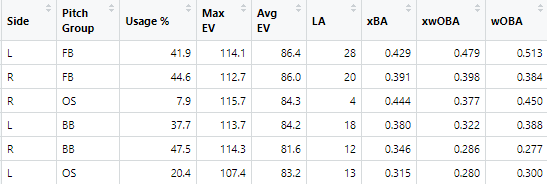 Side Pitch Group Usage % Max EV Avg EV LA xBA xwOBA wOBA
L FB 41.9 114.1 86.4 28 0.429 0.479 0.513
R FB 44.6 112.7 86.0 20 0.391 0.398 0.384
R OS 7.9 115.7 84.3 4 0.444 0.377 0.450
L BB 37.7 113.7 84.2 18 0.380 0.322 0.388
R BB 47.5 114.3 81.6 12 0.346 0.286 0.277
L OS 20.4 107.4 83.2 13 0.315 0.280 0.300